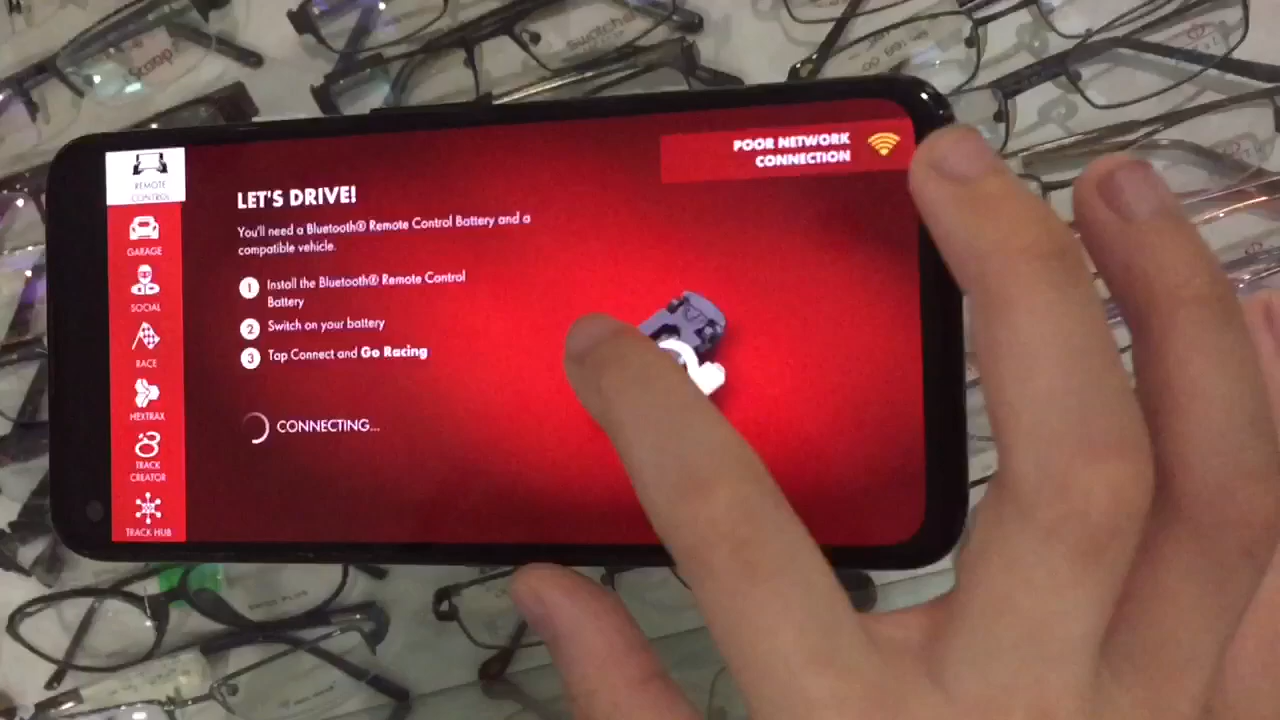 POOR NETWORK
CONNECTION
REMOTE
CONTROL
GARAGE
SOCIAL
RACE
HEXTRAX
TRACK
CREATOR
TRACK HUB
LET'S DRIVE!
You'll need a Bluetooth® Remote Control Battery and a
compatible vehicle.
1 Install the Bluetooth® Remote Control
Battery
2 Switch on your battery
3 Tap Connect and Go Racing
CONNECTING...